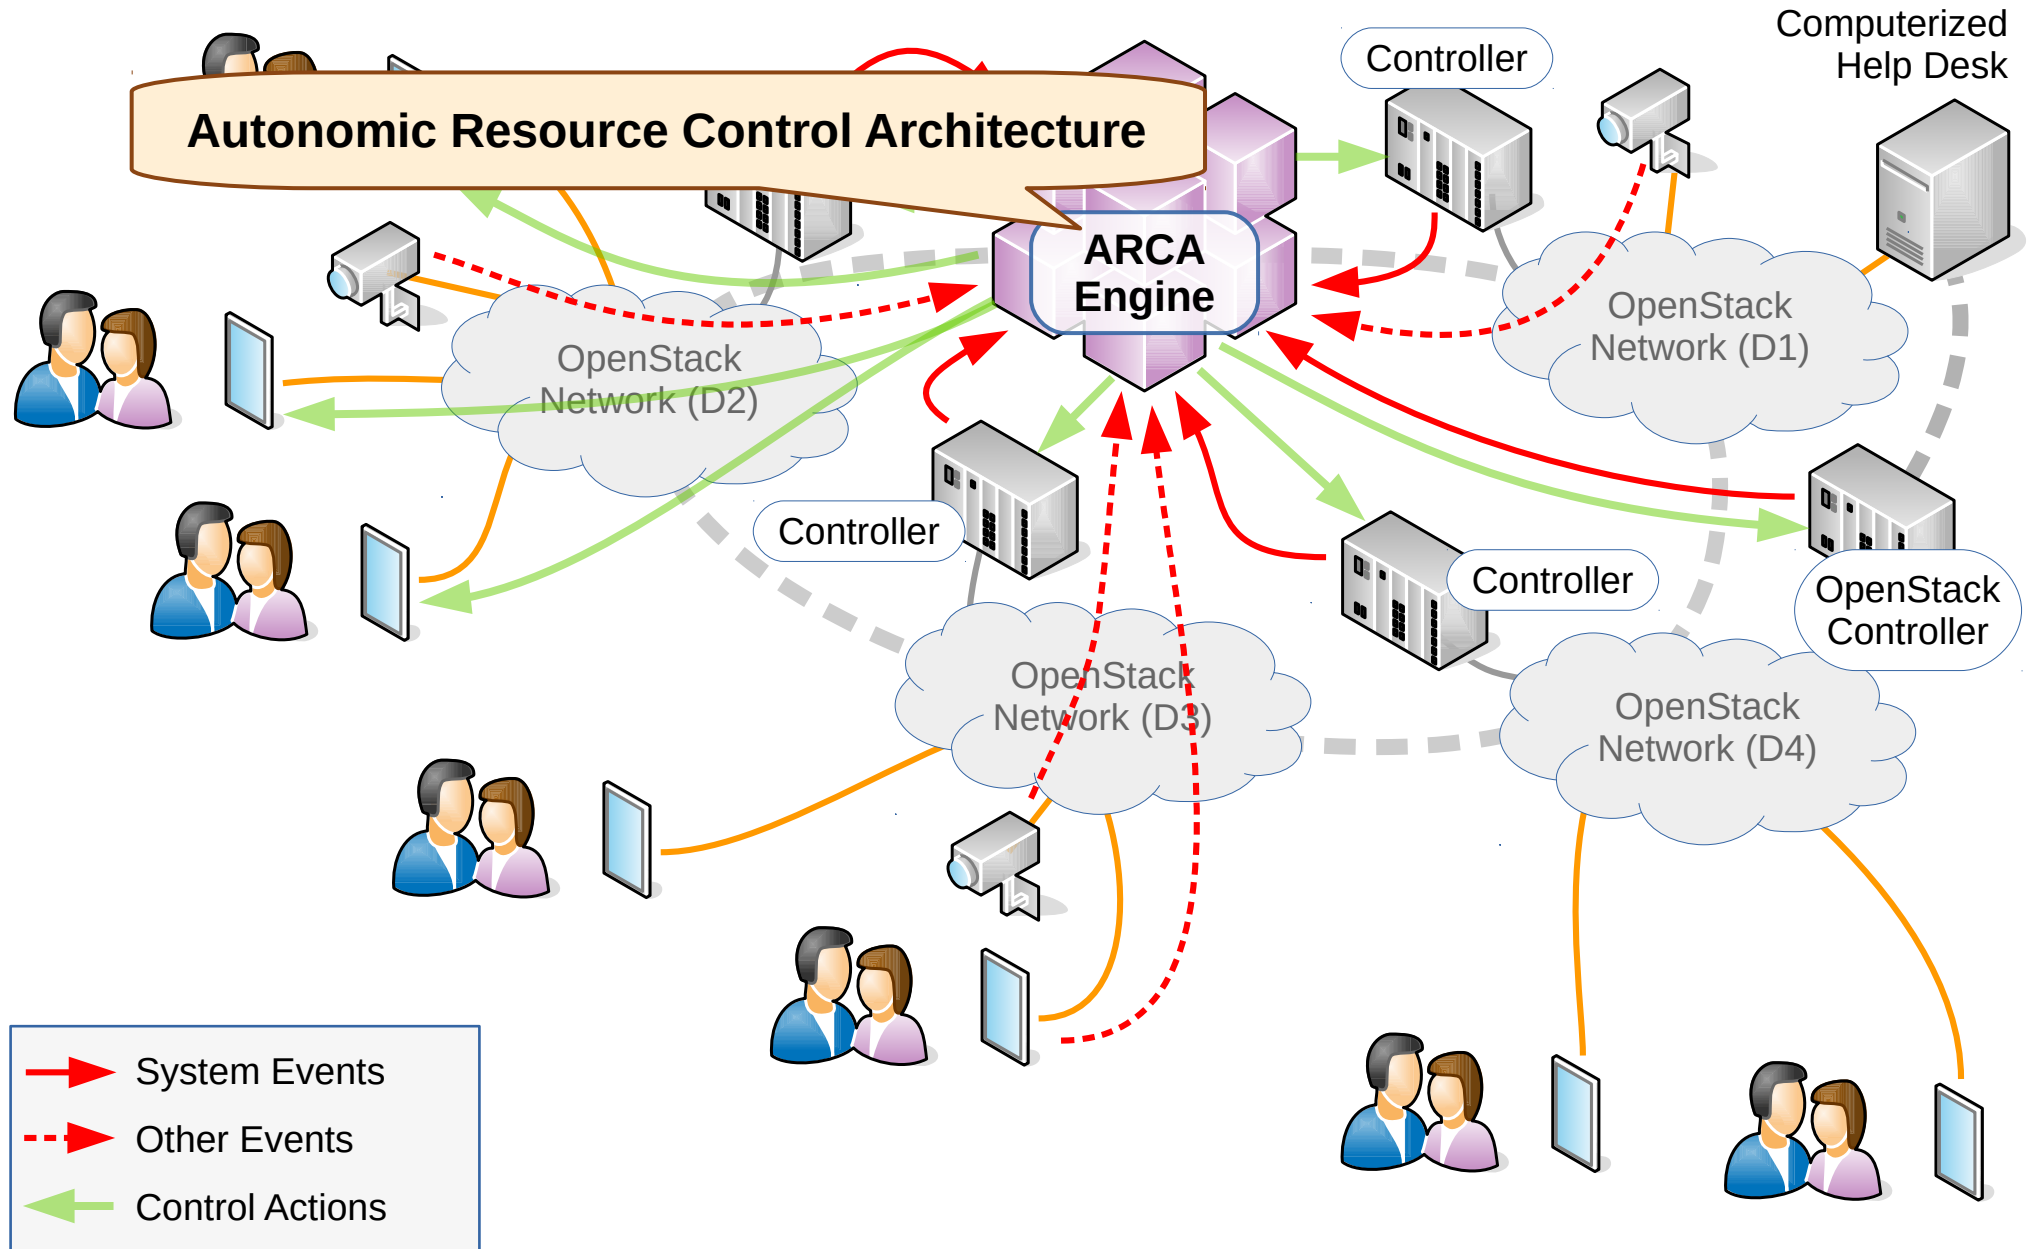 Computerized
Help Desk
Controller
Autonomic Resource Control Architecture
ARCA
Engine
OpenStack
Network (D1)
OpenStack
Network (D2)
Controller
Controller
OpenStack
Controller
OpenStack
Network (D3)
OpenStack
Network (D4)
System Events
Other Events
Control Actions